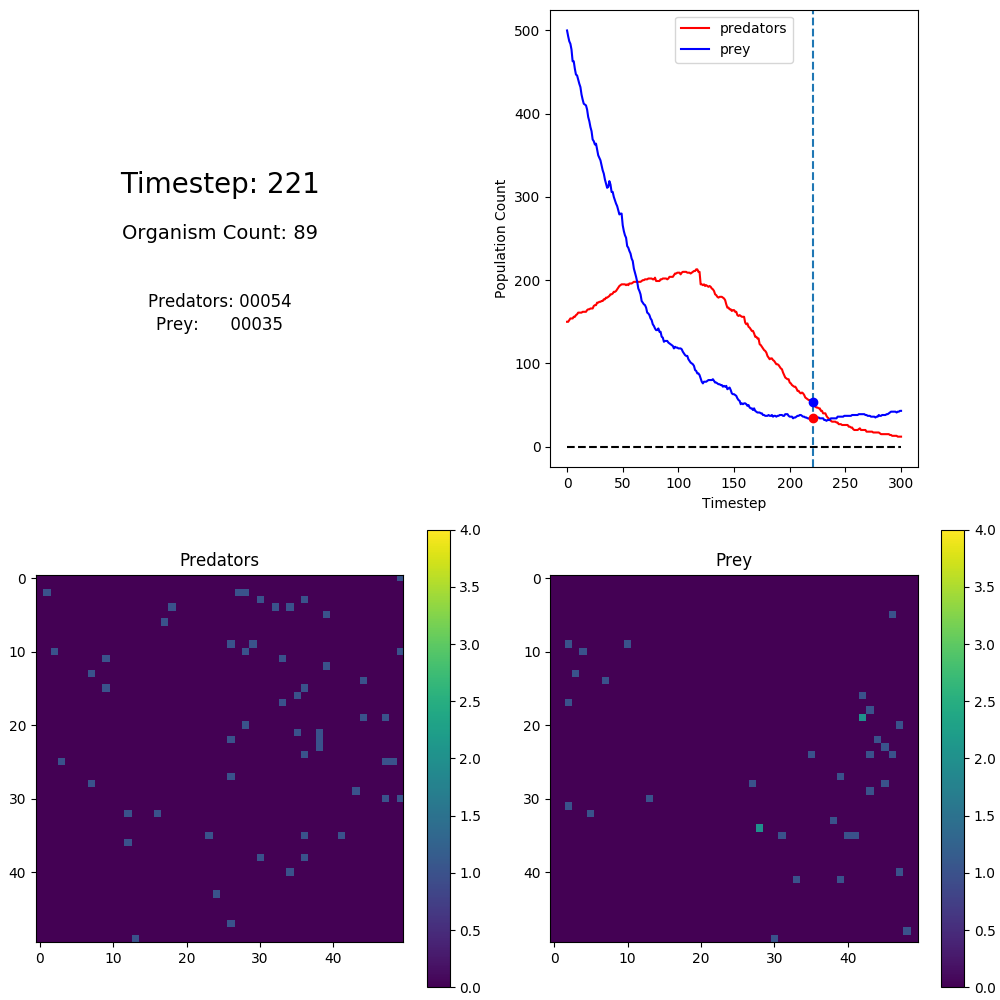 Timestep: 221
Organism Count: 89
Predators: 00054
Prey: 00035
predators
prey
500
400
300
200
100
0
Population Count
0 50 100 150 200 250 300
Timestep
Predators
0
10
20
30
40
0 10 20 30 40
4.0
3.5
3.0
2.5
2.0
1.5
1.0
0.5
0.0
Prey
0
10
20
30
40
0 10 20 30 40
4.0
3.5
3.0
2.5
2.0
1.5
1.0
0.5
0.0